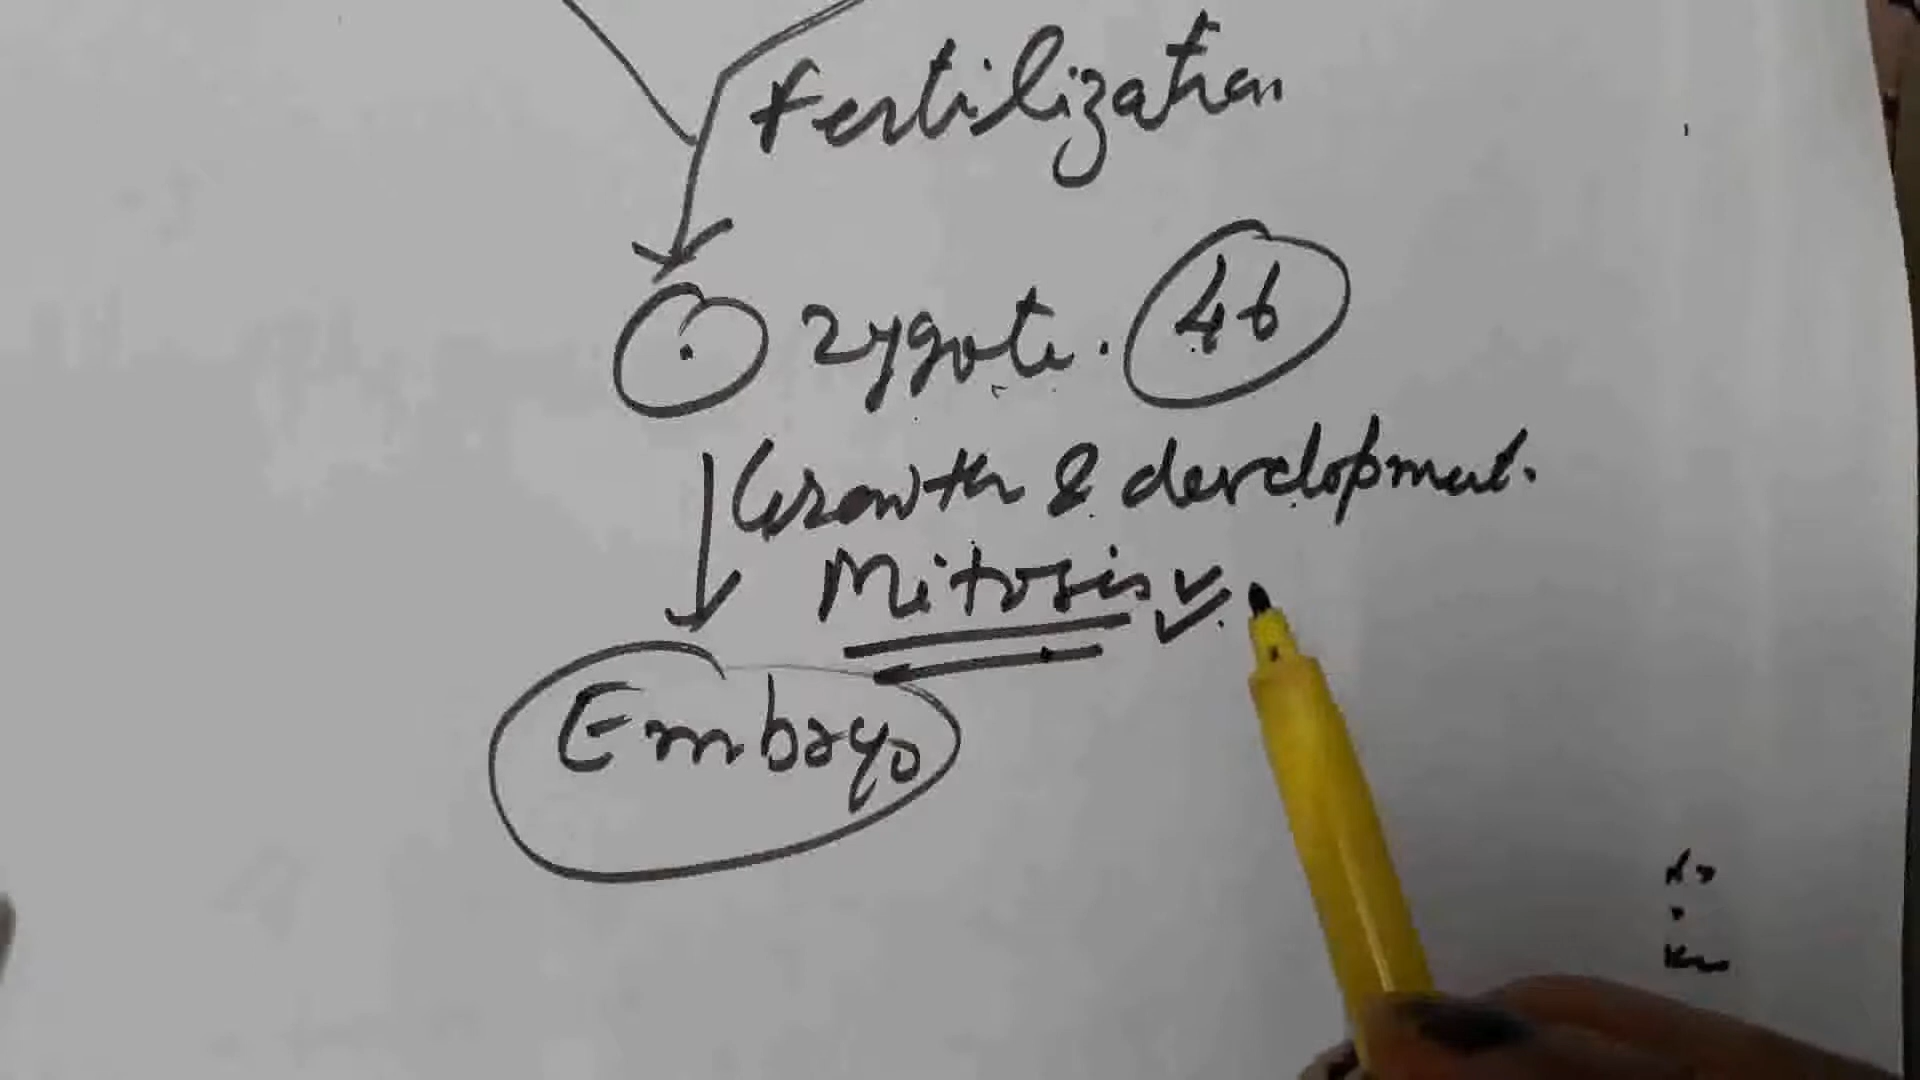 Fertilization
Zygote. 46
Growth & development.
Mitosis
Embryo